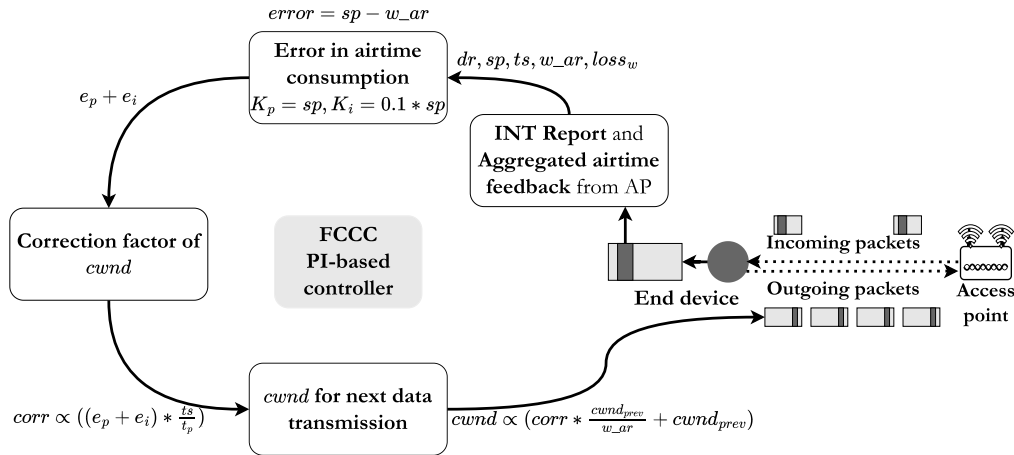 error = sp − w_ar
Error in airtime
consumption
K_p = sp, K_i = 0.1 * sp
dr, sp, ts, w_ar, loss_w
e_p + e_i
INT Report and
Aggregated airtime
feedback from AP
Correction factor of
cwnd
FCCC
PI-based
controller
Incoming packets
End device
Outgoing packets
Access
point
cwnd for next data
transmission
corr ∝ ((e_p + e_i) * ts/t_p)
cwnd ∝ (corr * cwnd_prev/w_ar + cwnd_prev)